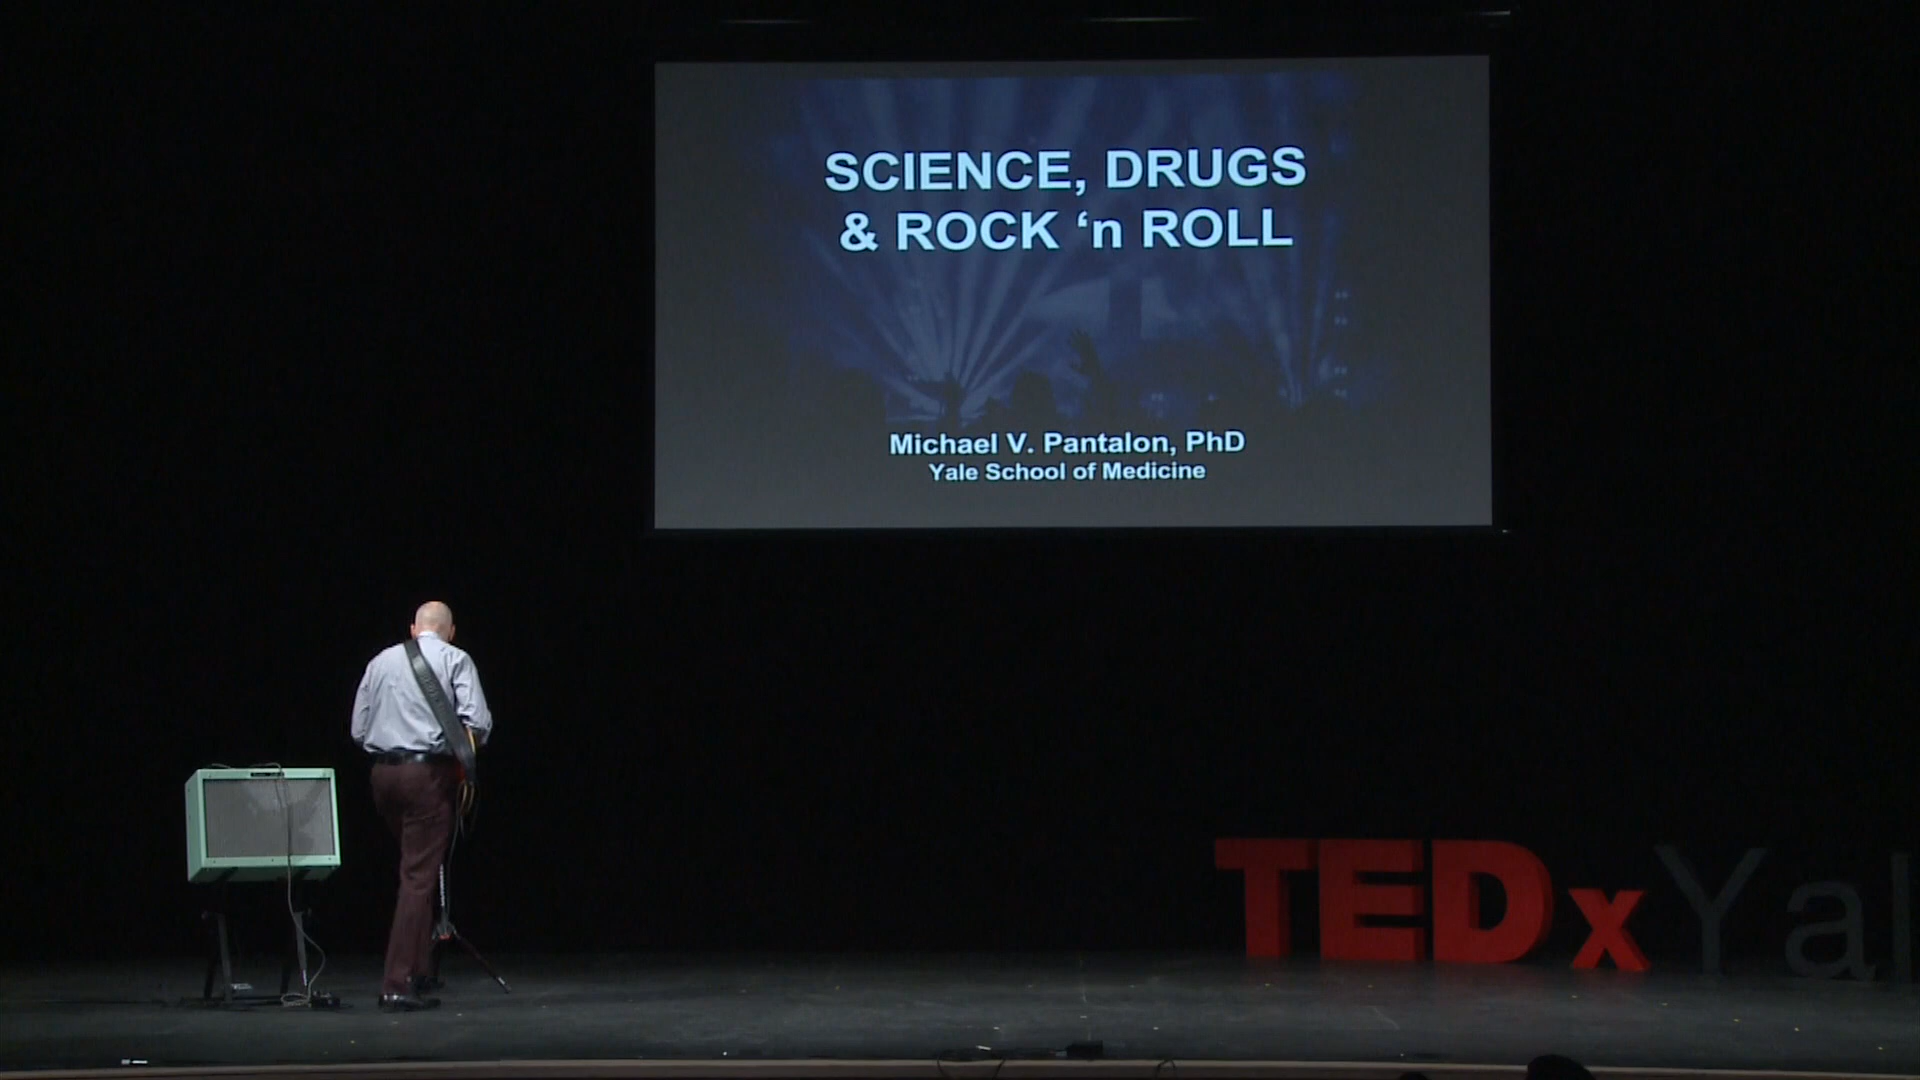 SCIENCE, DRUGS
& ROCK ‘n ROLL
Michael V. Pantalon, PhD
Yale School of Medicine
TEDxYal